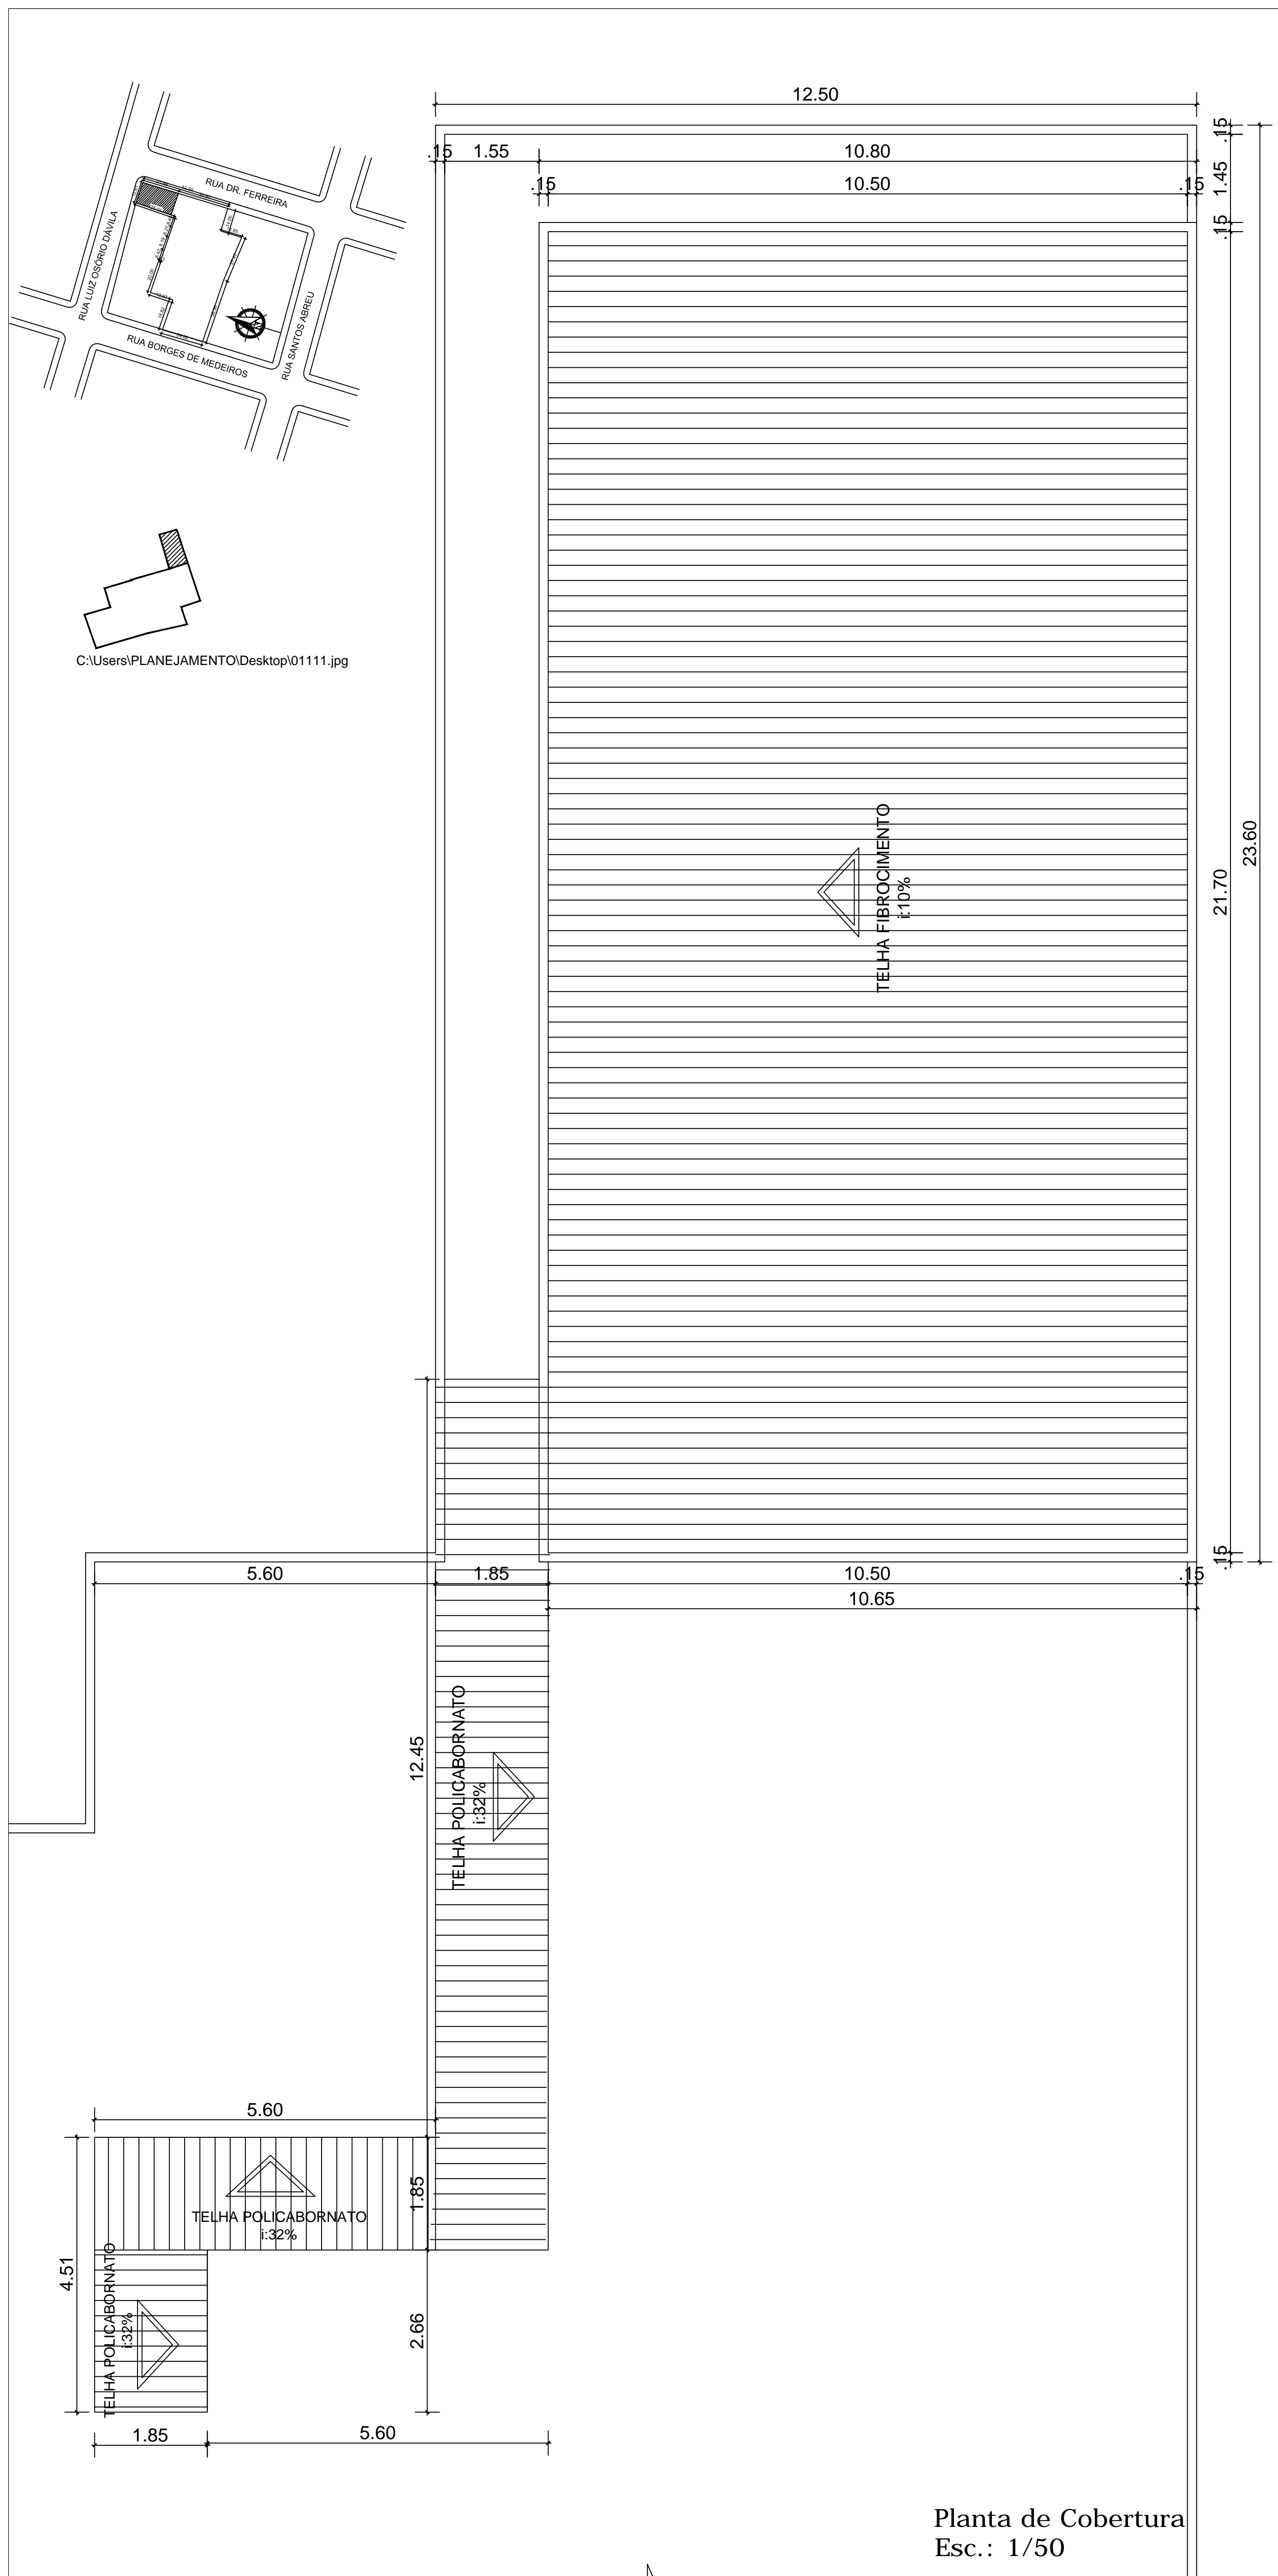 12.50
.15
1.55
10.80
.15
10.50
.15
.15
1.45
.15
RUA DR. FERREIRA
RUA LUIZ OSÓRIO DÁVILA
RUA SANTOS ABREU
RUA BORGES DE MEDEIROS
C:\Users\PLANEJAMENTO\Desktop\01111.jpg
TELHA FIBROCIMENTO
i:10%
21.70
23.60
.15
5.60
1.85
10.50
.15
10.65
12.45
TELHA POLICABORNATO
i:32%
5.60
1.85
TELHA POLICABORNATO
i:32%
4.51
TELHA POLICABORNATO
i:32%
2.66
1.85
5.60
Planta de Cobertura
Esc.: 1/50